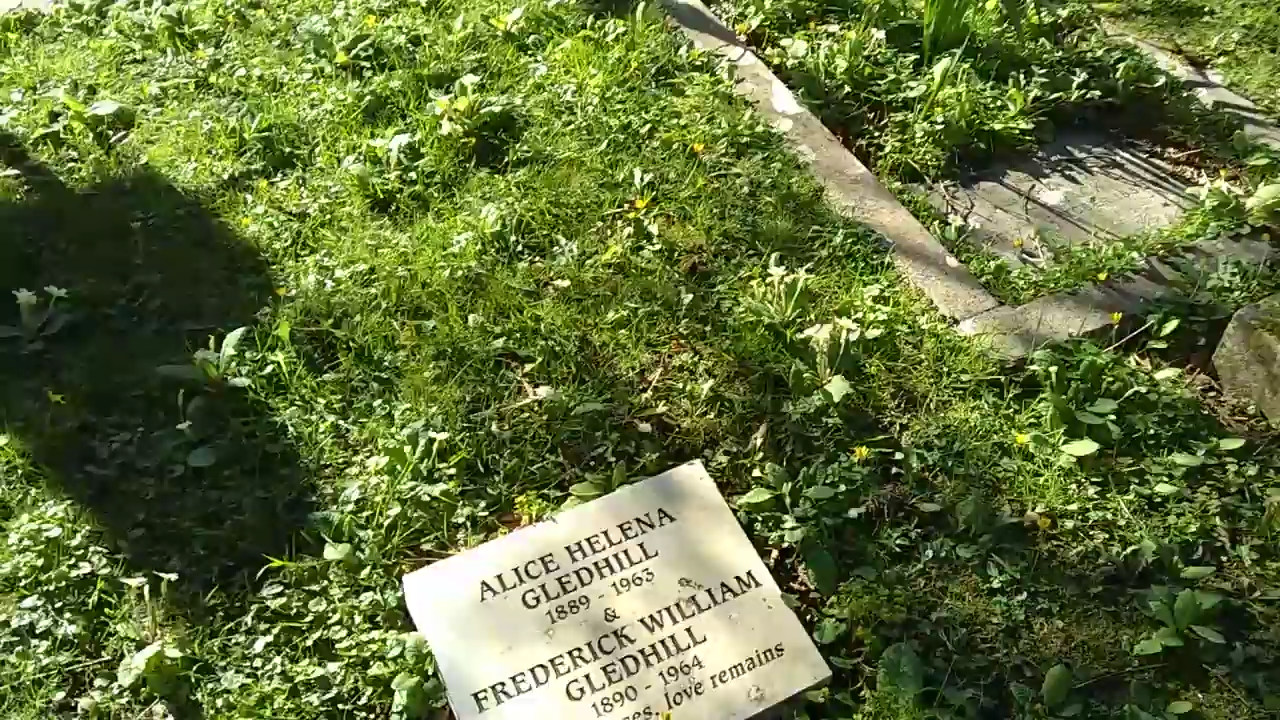 ALICE HELENA
GLEDHILL
1889 - 1963
&
FREDERICK WILLIAM
GLEDHILL
1890 - 1964
love remains